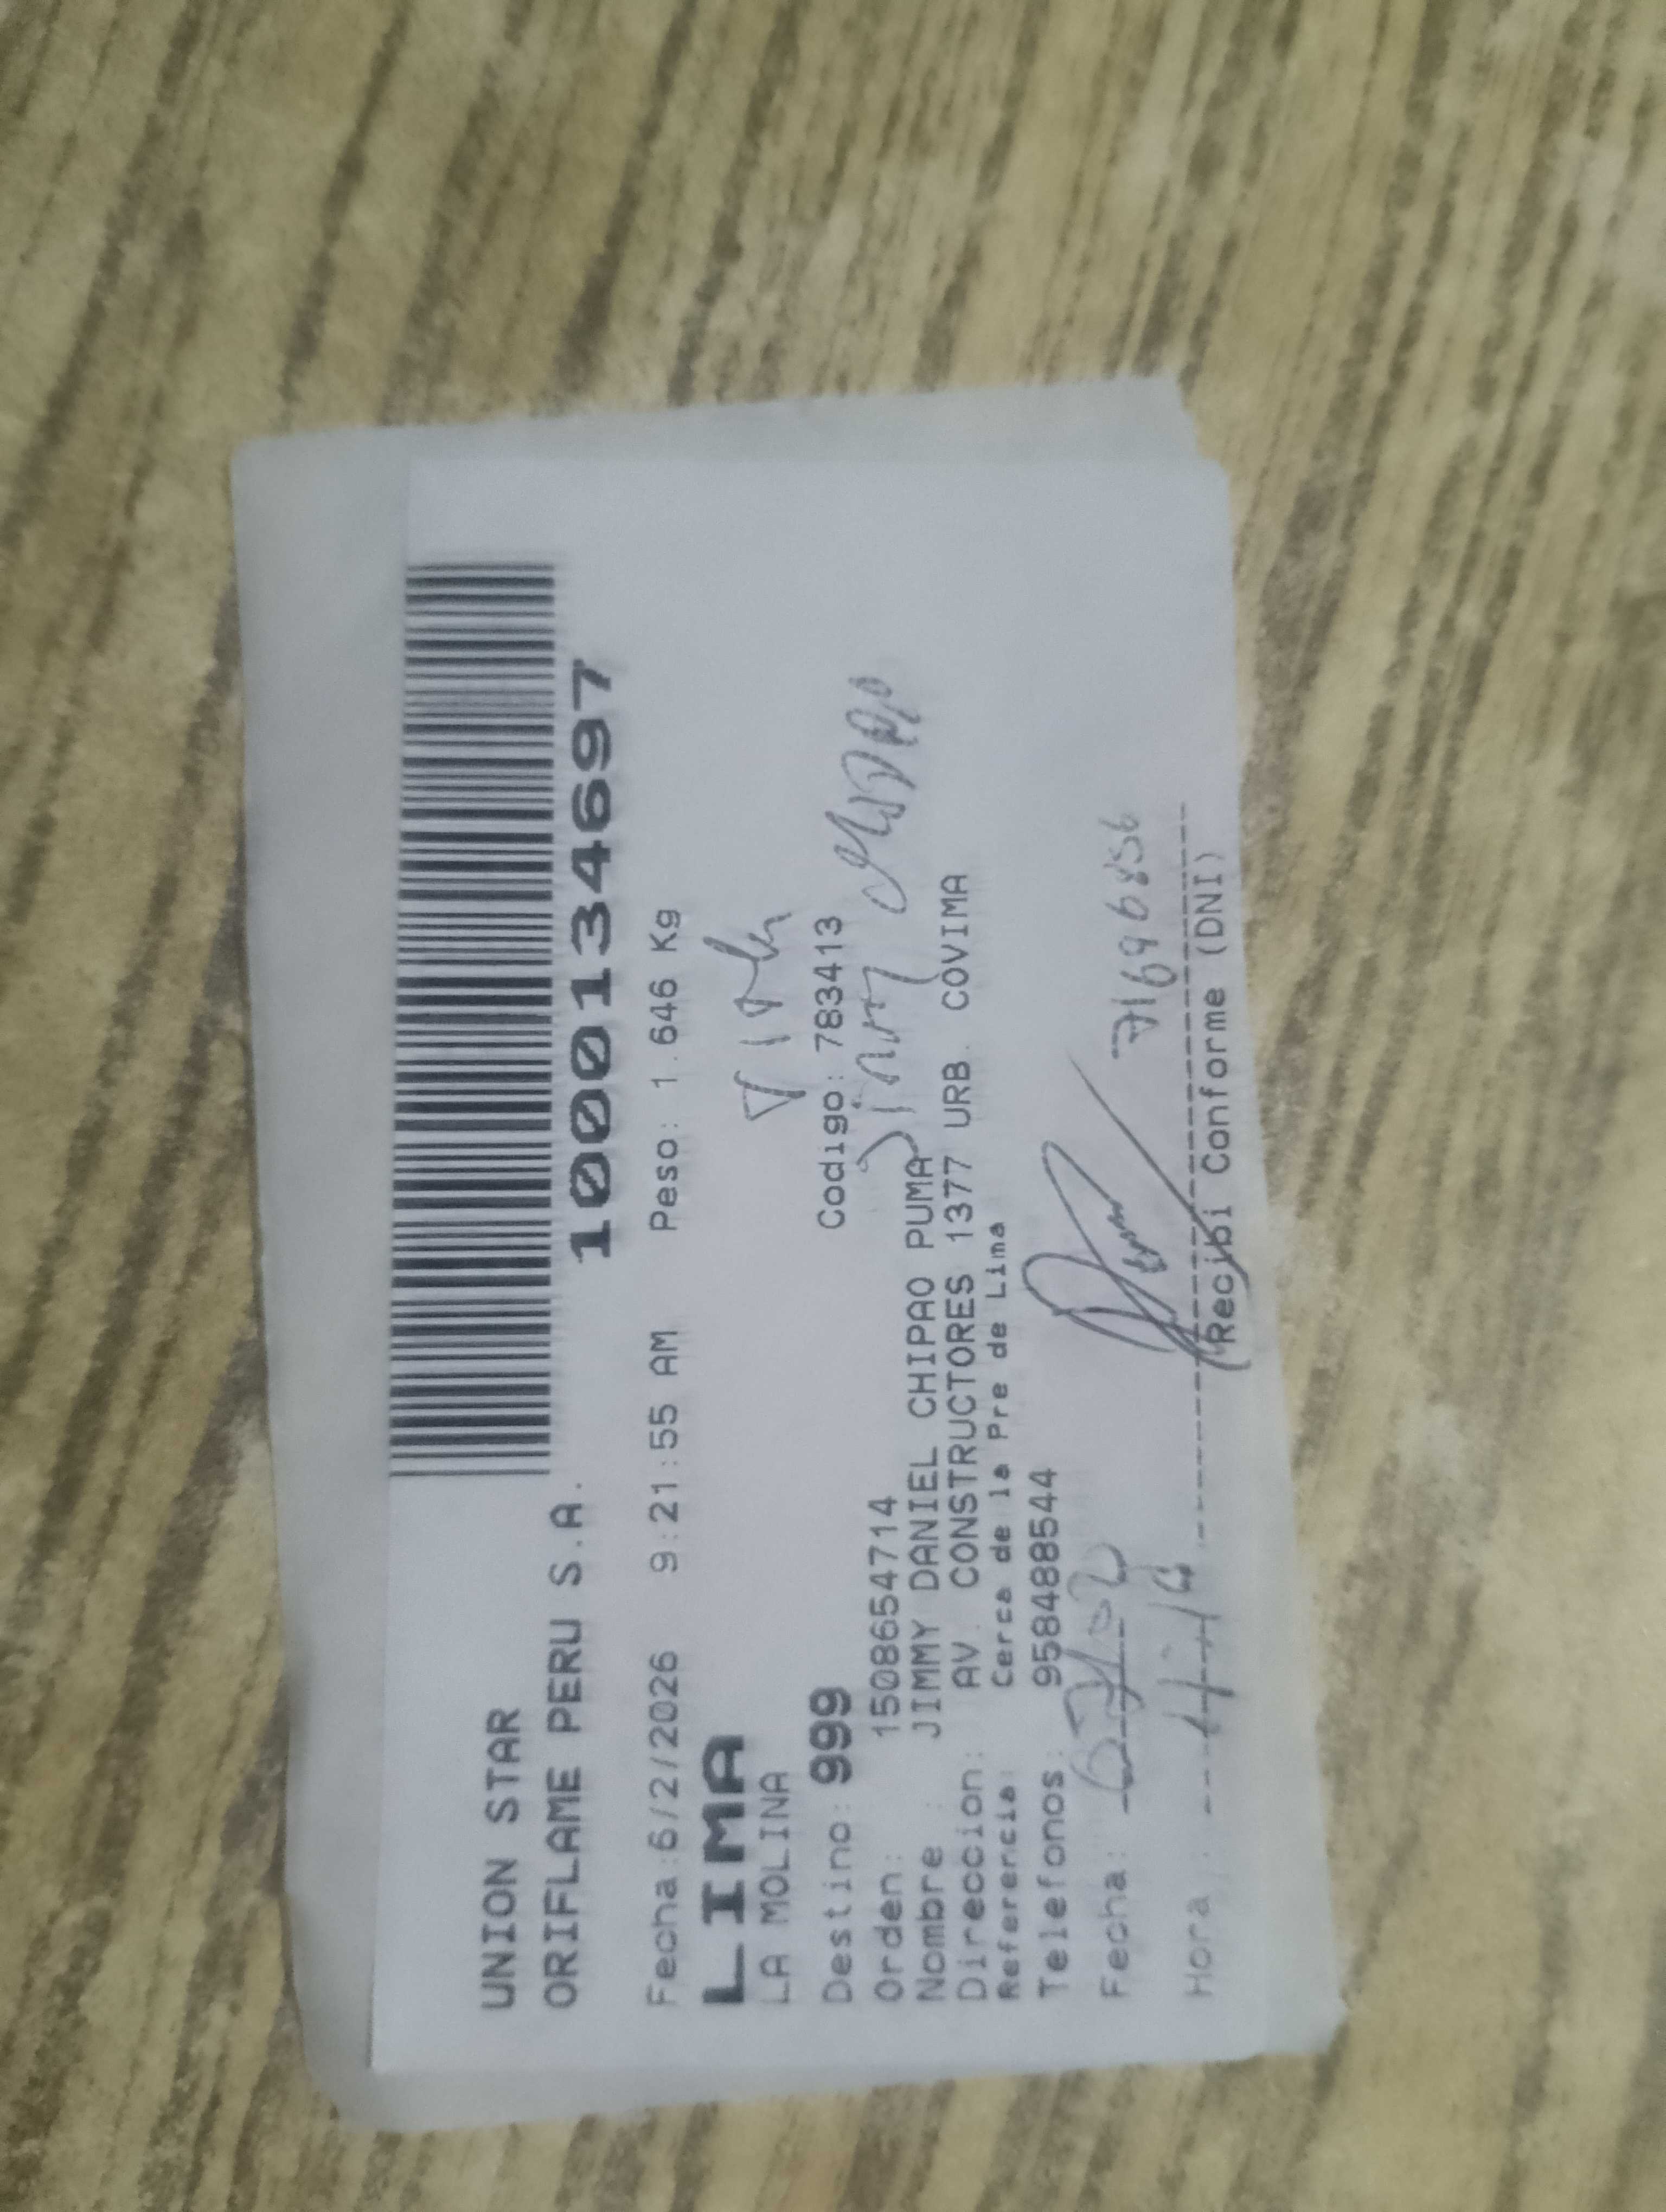 UNION STAR
ORIFLAME PERU S.A.
1000134697
Fecha:6/2/2026 9:21:55 AM Peso: 1.646 Kg
LIMA
LA MOLINA
Destino: 999 Codigo: 783413
Orden: 1508654714
Nombre : JIMMY DANIEL CHIPAO PUMA
Direccion: AV. CONSTRUCTORES 1377 URB. COVIMA
Referencia: Cerca de la Pre de Lima
Telefonos: 958488544
Fecha:
71696856
Hora :
Recibi Conforme (DNI)